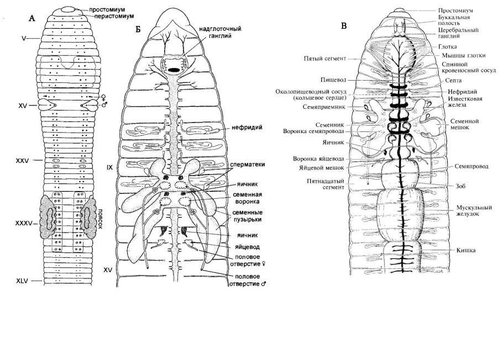 А
простомиум
перистомиум
V
XV
♂
♀
XXV
XXXV
поясок
XLV
Б
надглоточный
ганглий
нефридий
IX
сперматеки
яичник
семенная
воронка
семенные
пузырьки
яичник
яйцевод
половое
отверстие ♀
XV
половое
отверстие ♂
В
Простомиум
Буккальная
полость
Церебральный
ганглий
Глотка
Мышцы глотки
Спинной
кровеносный сосуд
Септа
Нефридий
Известковая
железа
Семенной
мешок
Семяпровод
Зоб
Мускульный
желудок
Кишка
Пятый сегмент
Пищевод
Околопищеводный сосуд
(кольцевое сердце)
Семяприемник
Семенник
Воронка семяпровода
Яичник
Воронка яйцевода
Яйцевой мешок
Пятнадцатый
сегмент